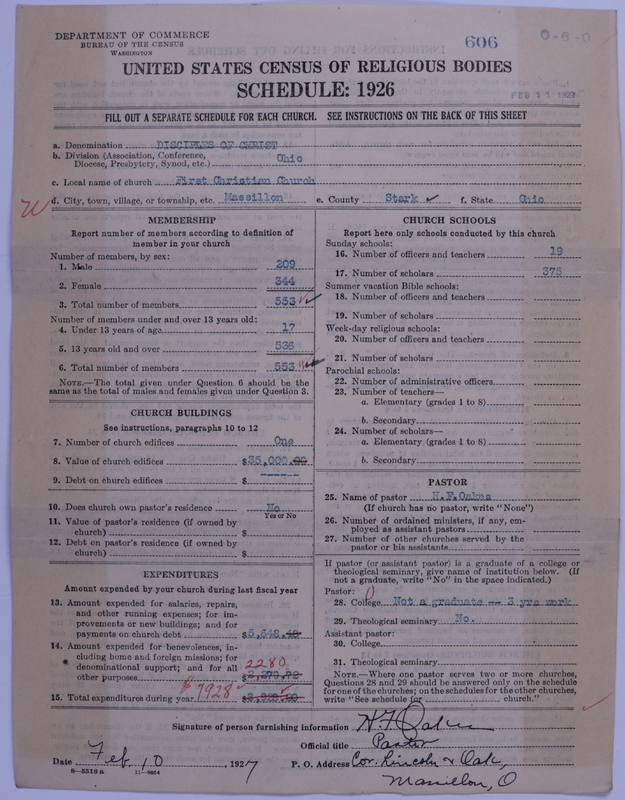 DEPARTMENT OF COMMERCE
BUREAU OF THE CENSUS
WASHINGTON
606
0-6-0
UNITED STATES CENSUS OF RELIGIOUS BODIES
SCHEDULE: 1926
FEB 11 1927
FILL OUT A SEPARATE SCHEDULE FOR EACH CHURCH. SEE INSTRUCTIONS ON THE BACK OF THIS SHEET
a. Denomination DISCIPLES OF CHRIST
b. Division (Association, Conference, Diocese, Presbytery, Synod, etc.) Ohio
c. Local name of church First Christian Church
d. City, town, village, or township, etc. Massillon e. County Stark f. State Ohio
MEMBERSHIP
Report number of members according to definition of
member in your church
Number of members, by sex:
1. Male 209
2. Female 344
3. Total number of members 553
Number of members under and over 13 years old:
4. Under 13 years of age 17
5. 13 years old and over 536
6. Total number of members 553
NOTE.—The total given under Question 6 should be the
same as the total of males and females given under Question 3.
CHURCH BUILDINGS
See instructions, paragraphs 10 to 12
7. Number of church edifices One
8. Value of church edifices $35,000.00
9. Debt on church edifices $ ------
10. Does church own pastor's residence No
Yes or No
11. Value of pastor's residence (if owned by
church) $
12. Debt on pastor's residence (if owned by
church) $
EXPENDITURES
Amount expended by your church during last fiscal year
13. Amount expended for salaries, repairs,
and other running expenses; for im-
provements or new buildings; and for
payments on church debt $5,648.
14. Amount expended for benevolences, in-
cluding home and foreign missions; for
denominational support; and for all 2280
other purposes
15. Total expenditures during year $7928
CHURCH SCHOOLS
Report here only schools conducted by this church
Sunday schools:
16. Number of officers and teachers 19
17. Number of scholars 375
Summer vacation Bible schools:
18. Number of officers and teachers
19. Number of scholars
Week-day religious schools:
20. Number of officers and teachers
21. Number of scholars
Parochial schools:
22. Number of administrative officers
23. Number of teachers—
a. Elementary (grades 1 to 8)
b. Secondary
24. Number of scholars—
a. Elementary (grades 1 to 8)
b. Secondary
PASTOR
25. Name of pastor H.F.Oakes
(If church has no pastor, write "None")
26. Number of ordained ministers, if any, em-
ployed as assistant pastors
27. Number of other churches served by the
pastor or his assistants
If pastor (or assistant pastor) is a graduate of a college or
theological seminary, give name of institution below. (If
not a graduate, write "No" in the space indicated.)
Pastor:
28. College Not a graduate -- 3 yrs work
29. Theological seminary No.
Assistant pastor:
30. College
31. Theological seminary
NOTE.—Where one pastor serves two or more churches,
Questions 28 and 29 should be answered only on the schedule
for one of the churches; on the schedules for the other churches,
write "See schedule for church."
Signature of person furnishing information H F Oakes
Official title Pastor
Date Feb, 10, 1927 P. O. Address Cor. Lincoln & Oak,
8—5518 a 11—9064
Massillon, O